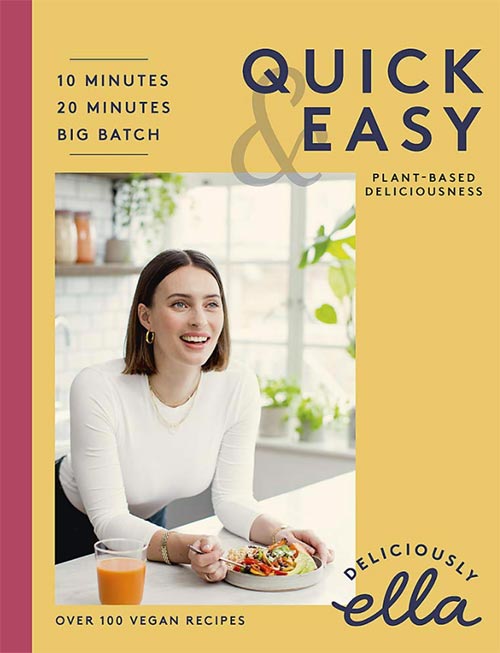 10 MINUTES
20 MINUTES
BIG BATCH
QUICK
& EASY
PLANT-BASED
DELICIOUSNESS
OVER 100 VEGAN RECIPES
DELICIOUSLY
ella